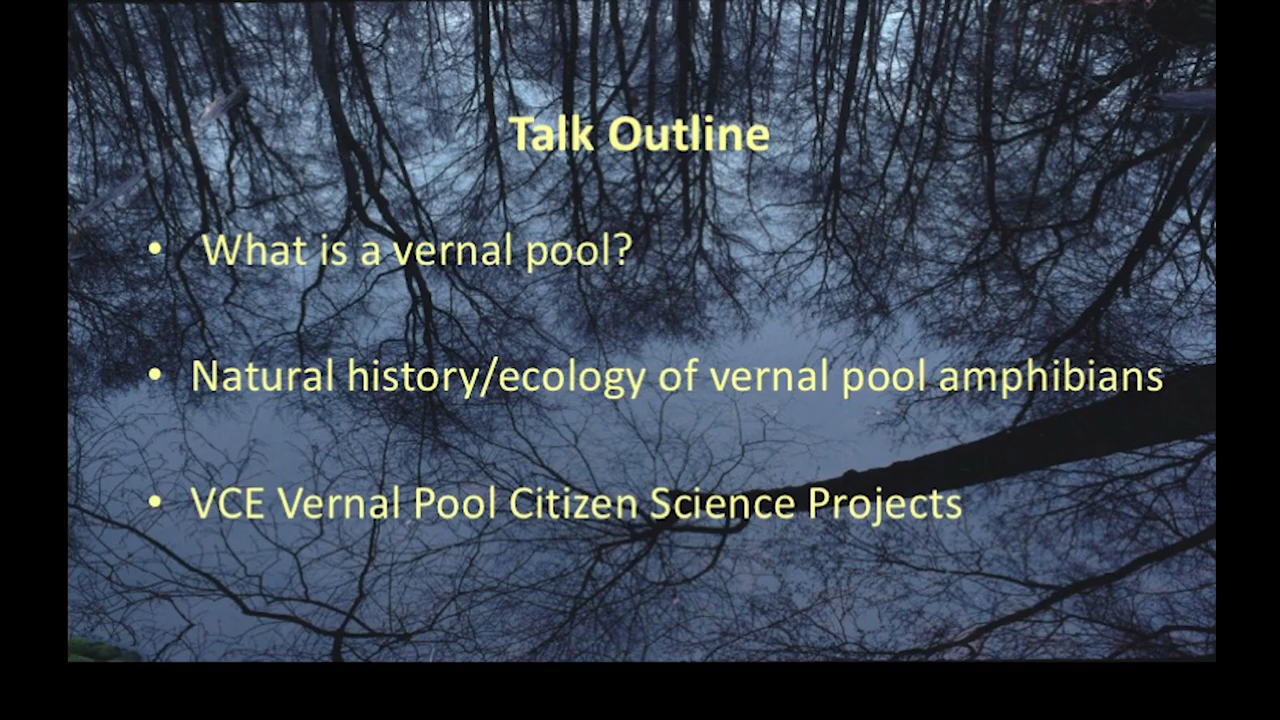 Talk Outline
• What is a vernal pool?
• Natural history/ecology of vernal pool amphibians
• VCE Vernal Pool Citizen Science Projects